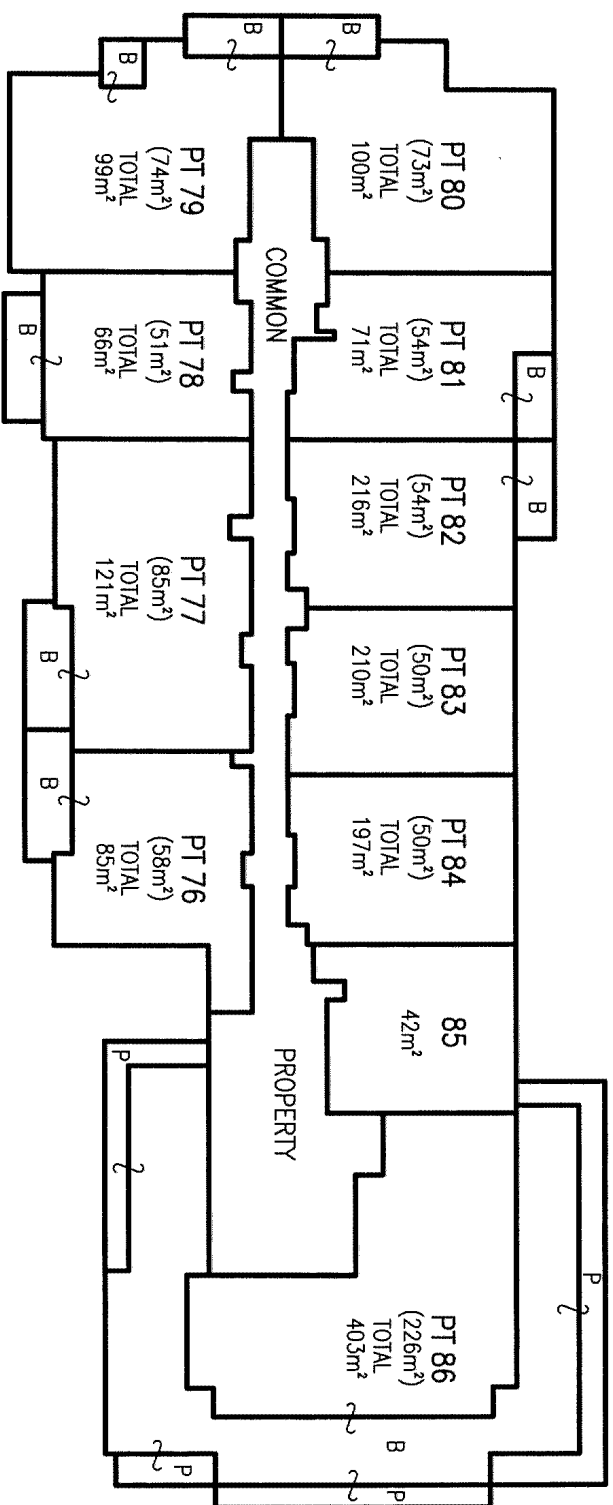 P
B
B
B
PT 80
(73m²)
TOTAL
100m²
PT 81
(54m²)
TOTAL
71m²
PT 82
(54m²)
TOTAL
216m²
PT 83
(50m²)
TOTAL
210m²
PT 84
(50m²)
TOTAL
197m²
85
42m²
PT 86
(226m²)
TOTAL
403m²
B
P
COMMON
PROPERTY
B
B
PT 79
(74m²)
TOTAL
99m²
PT 78
(51m²)
TOTAL
66m²
PT 77
(85m²)
TOTAL
121m²
PT 76
(58m²)
TOTAL
85m²
P
P
B
B
B